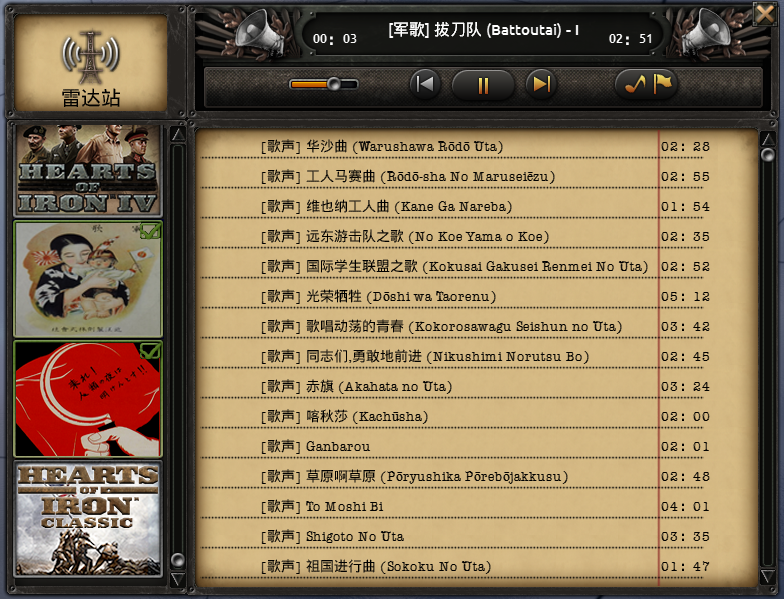 雷达站
00: 03
[军歌] 拔刀队 (Battoutai) - I
02: 51
HEARTS
OF
IRON IV
HEARTS
OF
IRON
CLASSIC
[歌声] 华沙曲 (Warushawa Rōdō Uta) 02: 28
[歌声] 工人马赛曲 (Rōdō-sha No Maruseiēzu) 02: 55
[歌声] 维也纳工人曲 (Kane Ga Nareba) 01: 54
[歌声] 远东游击队之歌 (No Koe Yama o Koe) 02: 35
[歌声] 国际学生联盟之歌 (Kokusai Gakusei Renmei No Uta) 02: 52
[歌声] 光荣牺牲 (Dōshi wa Taorenu) 05: 12
[歌声] 歌唱动荡的青春 (Kokorosawagu Seishun no Uta) 03: 42
[歌声] 同志们,勇敢地前进 (Nikushimi Norutsu Bo) 02: 45
[歌声] 赤旗 (Akahata no Uta) 03: 24
[歌声] 喀秋莎 (Kachūsha) 02: 00
[歌声] Ganbarou 02: 01
[歌声] 草原啊草原 (Pōryushika Pōrebōjakkusu) 02: 48
[歌声] To Moshi Bi 04: 01
[歌声] Shigoto No Uta 03: 35
[歌声] 祖国进行曲 (Sokoku No Uta) 01: 47